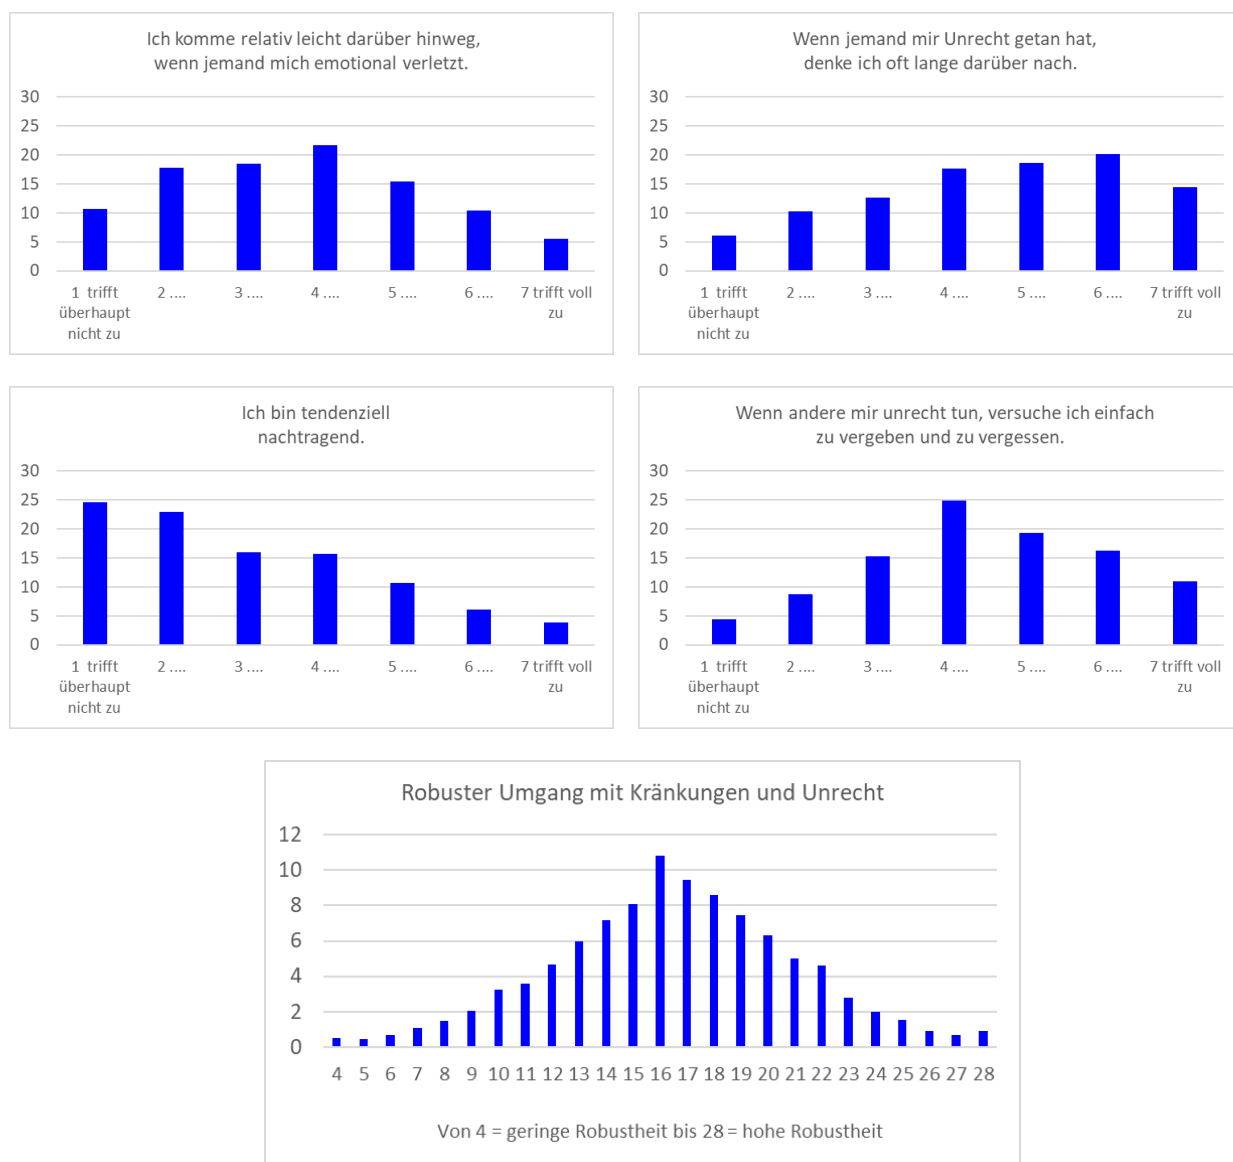 Ich komme relativ leicht darüber hinweg,
wenn jemand mich emotional verletzt.
30
25
20
15
10
5
0
1 trifft
überhaupt
nicht zu
2 ....
3 ....
4 ....
5 ....
6 ....
7 trifft voll
zu
Wenn jemand mir Unrecht getan hat,
denke ich oft lange darüber nach.
30
25
20
15
10
5
0
1 trifft
überhaupt
nicht zu
2 ....
3 ....
4 ....
5 ....
6 ....
7 trifft voll
zu
Ich bin tendenziell
nachtragend.
30
25
20
15
10
5
0
1 trifft
überhaupt
nicht zu
2 ....
3 ....
4 ....
5 ....
6 ....
7 trifft voll
zu
Wenn andere mir unrecht tun, versuche ich einfach
zu vergeben und zu vergessen.
30
25
20
15
10
5
0
1 trifft
überhaupt
nicht zu
2 ....
3 ....
4 ....
5 ....
6 ....
7 trifft voll
zu
Robuster Umgang mit Kränkungen und Unrecht
12
10
8
6
4
2
0
4 5 6 7 8 9 10 11 12 13 14 15 16 17 18 19 20 21 22 23 24 25 26 27 28
Von 4 = geringe Robustheit bis 28 = hohe Robustheit